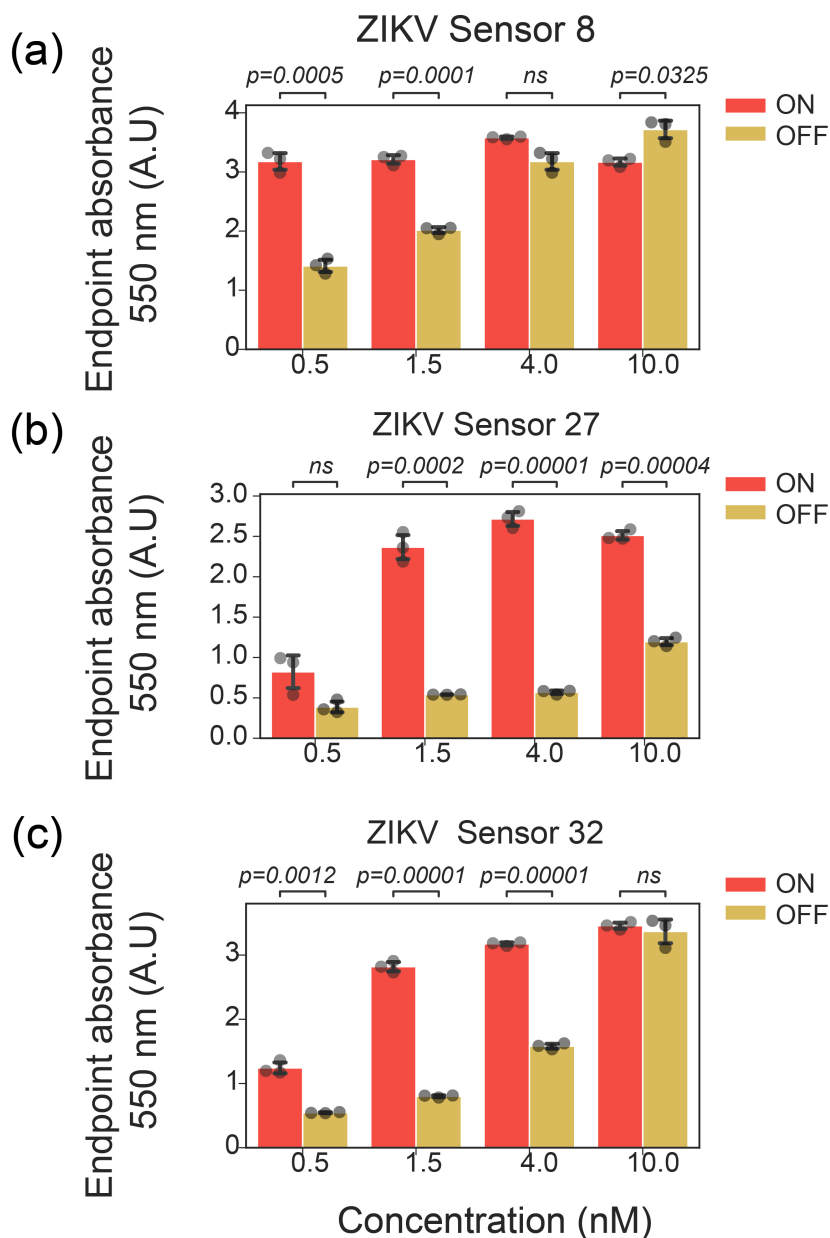 (a)
ZIKV Sensor 8
p=0.0005 p=0.0001 ns p=0.0325
ON
OFF
Endpoint absorbance
550 nm (A.U)
4
3
2
1
0
0.5 1.5 4.0 10.0
(b)
ZIKV Sensor 27
ns p=0.0002 p=0.00001 p=0.00004
ON
OFF
Endpoint absorbance
550 nm (A.U)
3.0
2.5
2.0
1.0
0.5
0.0
0.5 1.5 4.0 10.0
(c)
ZIKV Sensor 32
p=0.0012 p=0.00001 p=0.00001 ns
ON
OFF
Endpoint absorbance
550 nm (A.U)
3
2
1
0
0.5 1.5 4.0 10.0
Concentration (nM)